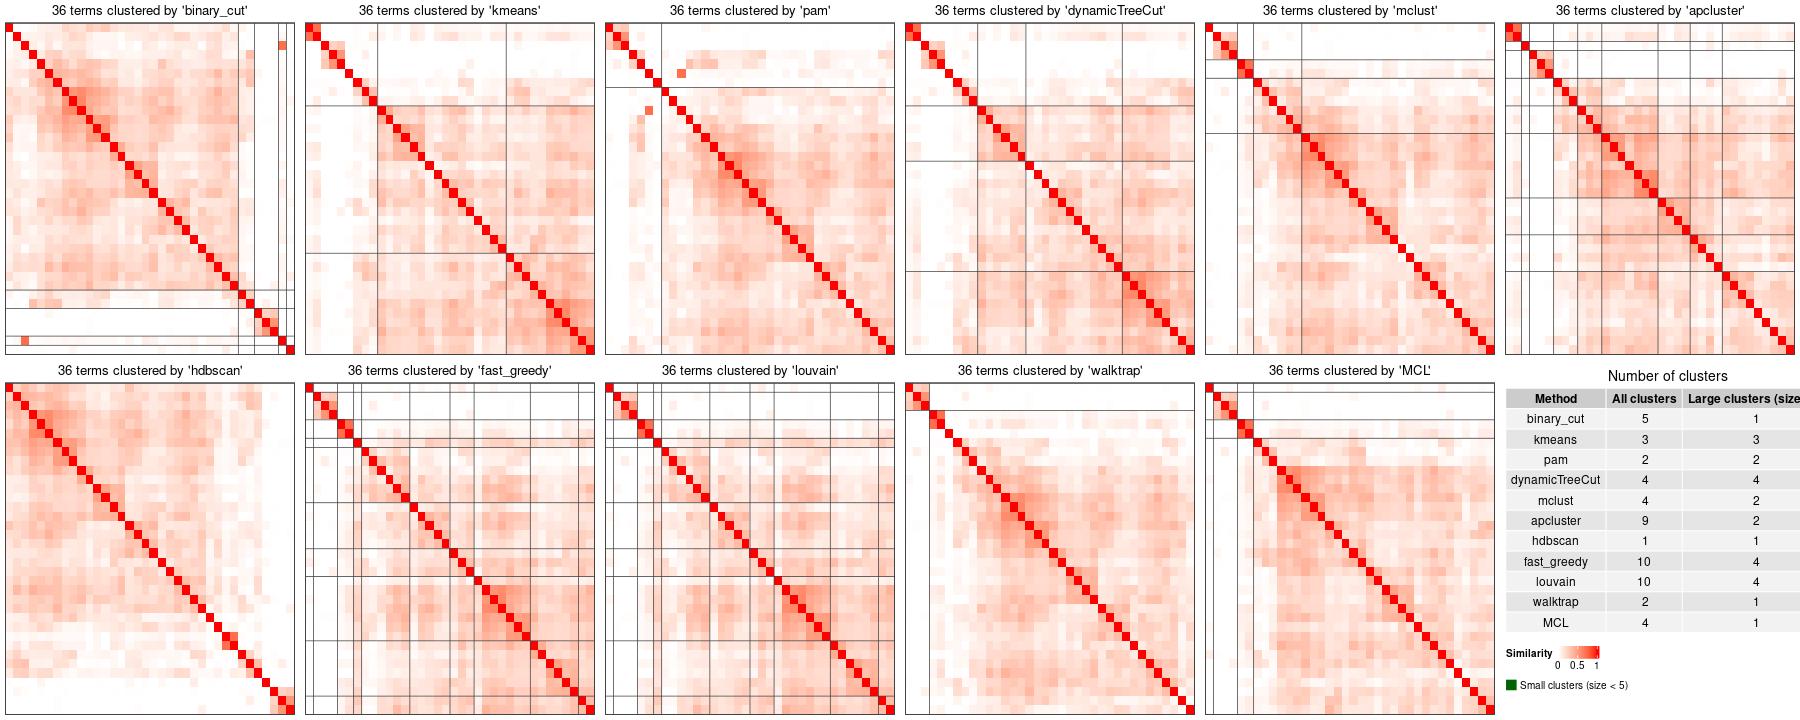 36 terms clustered by 'binary_cut'
36 terms clustered by 'kmeans'
36 terms clustered by 'pam'
36 terms clustered by 'dynamicTreeCut'
36 terms clustered by 'mclust'
36 terms clustered by 'apcluster'
36 terms clustered by 'hdbscan'
36 terms clustered by 'fast_greedy'
36 terms clustered by 'louvain'
36 terms clustered by 'walktrap'
36 terms clustered by 'MCL'
Number of clusters
Method All clusters Large clusters (size
binary_cut 5 1
kmeans 3 3
pam 2 2
dynamicTreeCut 4 4
mclust 4 2
apcluster 9 2
hdbscan 1 1
fast_greedy 10 4
louvain 10 4
walktrap 2 1
MCL 4 1
Similarity
0 0.5 1
Small clusters (size < 5)